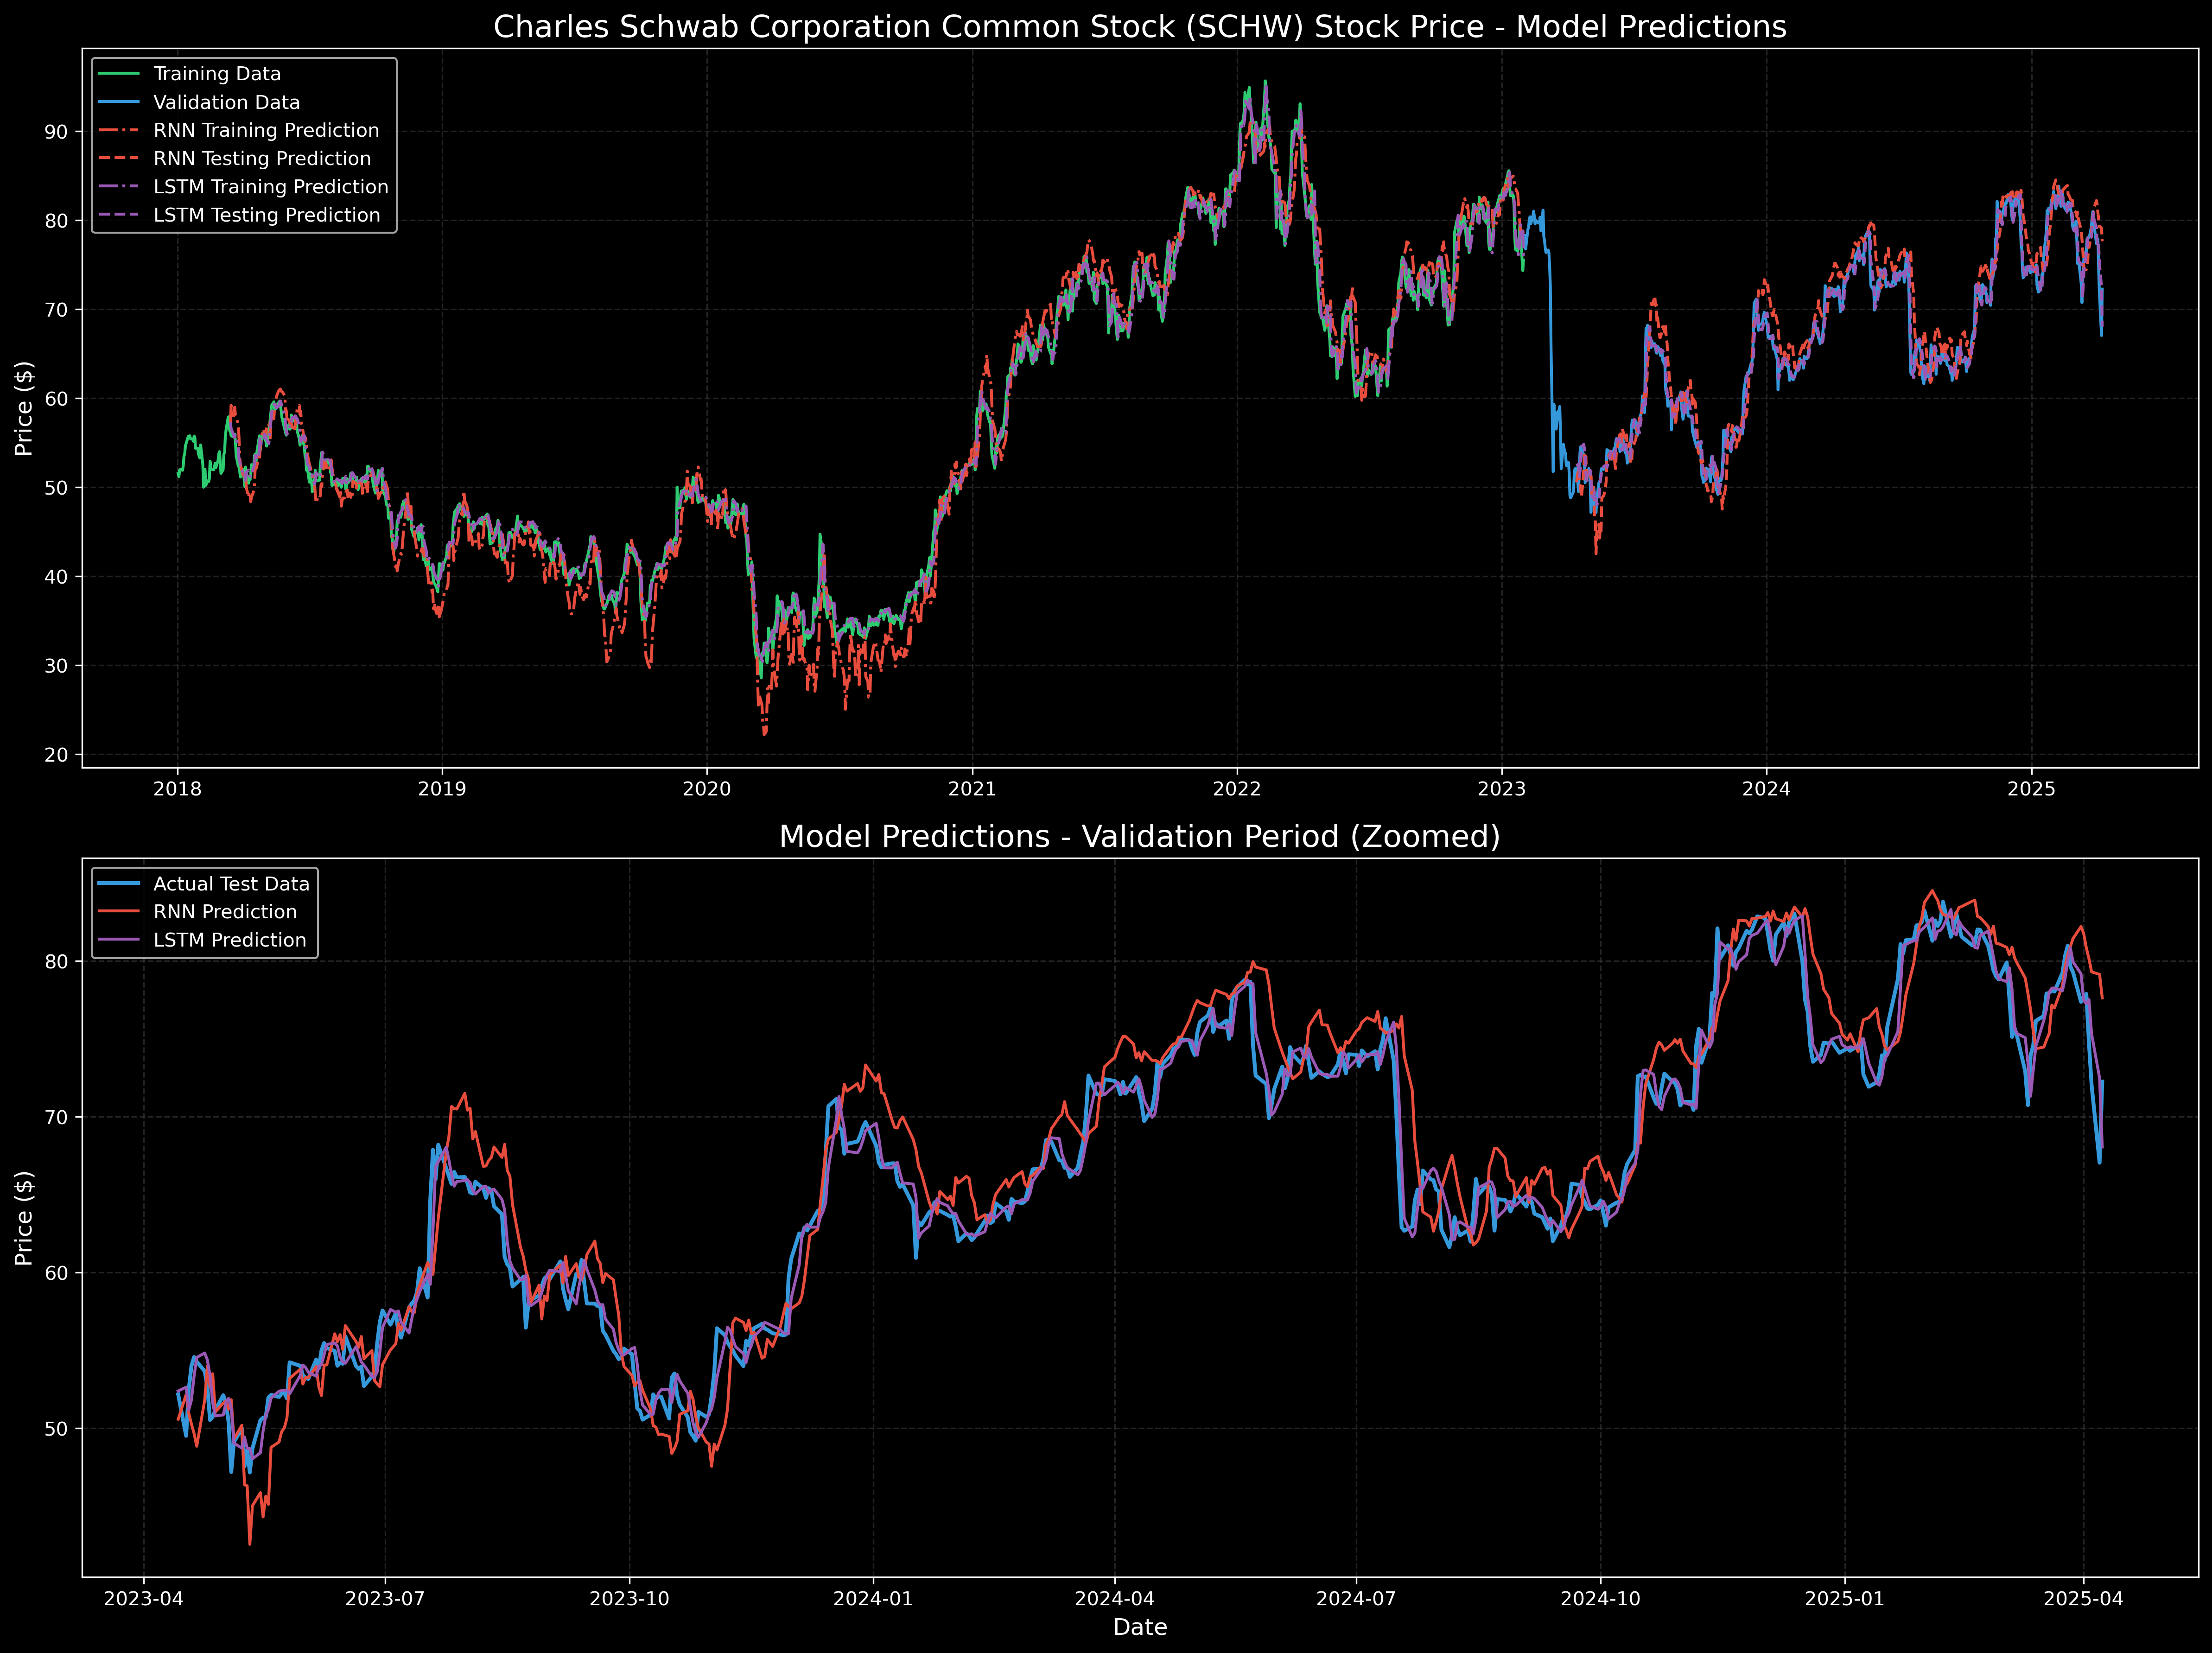 Charles Schwab Corporation Common Stock (SCHW) Stock Price - Model Predictions
Training Data
Validation Data
RNN Training Prediction
RNN Testing Prediction
LSTM Training Prediction
LSTM Testing Prediction
Price ($)
90
80
70
60
50
40
30
20
2018
2019
2020
2021
2022
2023
2024
2025
Model Predictions - Validation Period (Zoomed)
Actual Test Data
RNN Prediction
LSTM Prediction
Price ($)
80
70
60
50
2023-04
2023-07
2023-10
2024-01
2024-04
2024-07
2024-10
2025-01
2025-04
Date